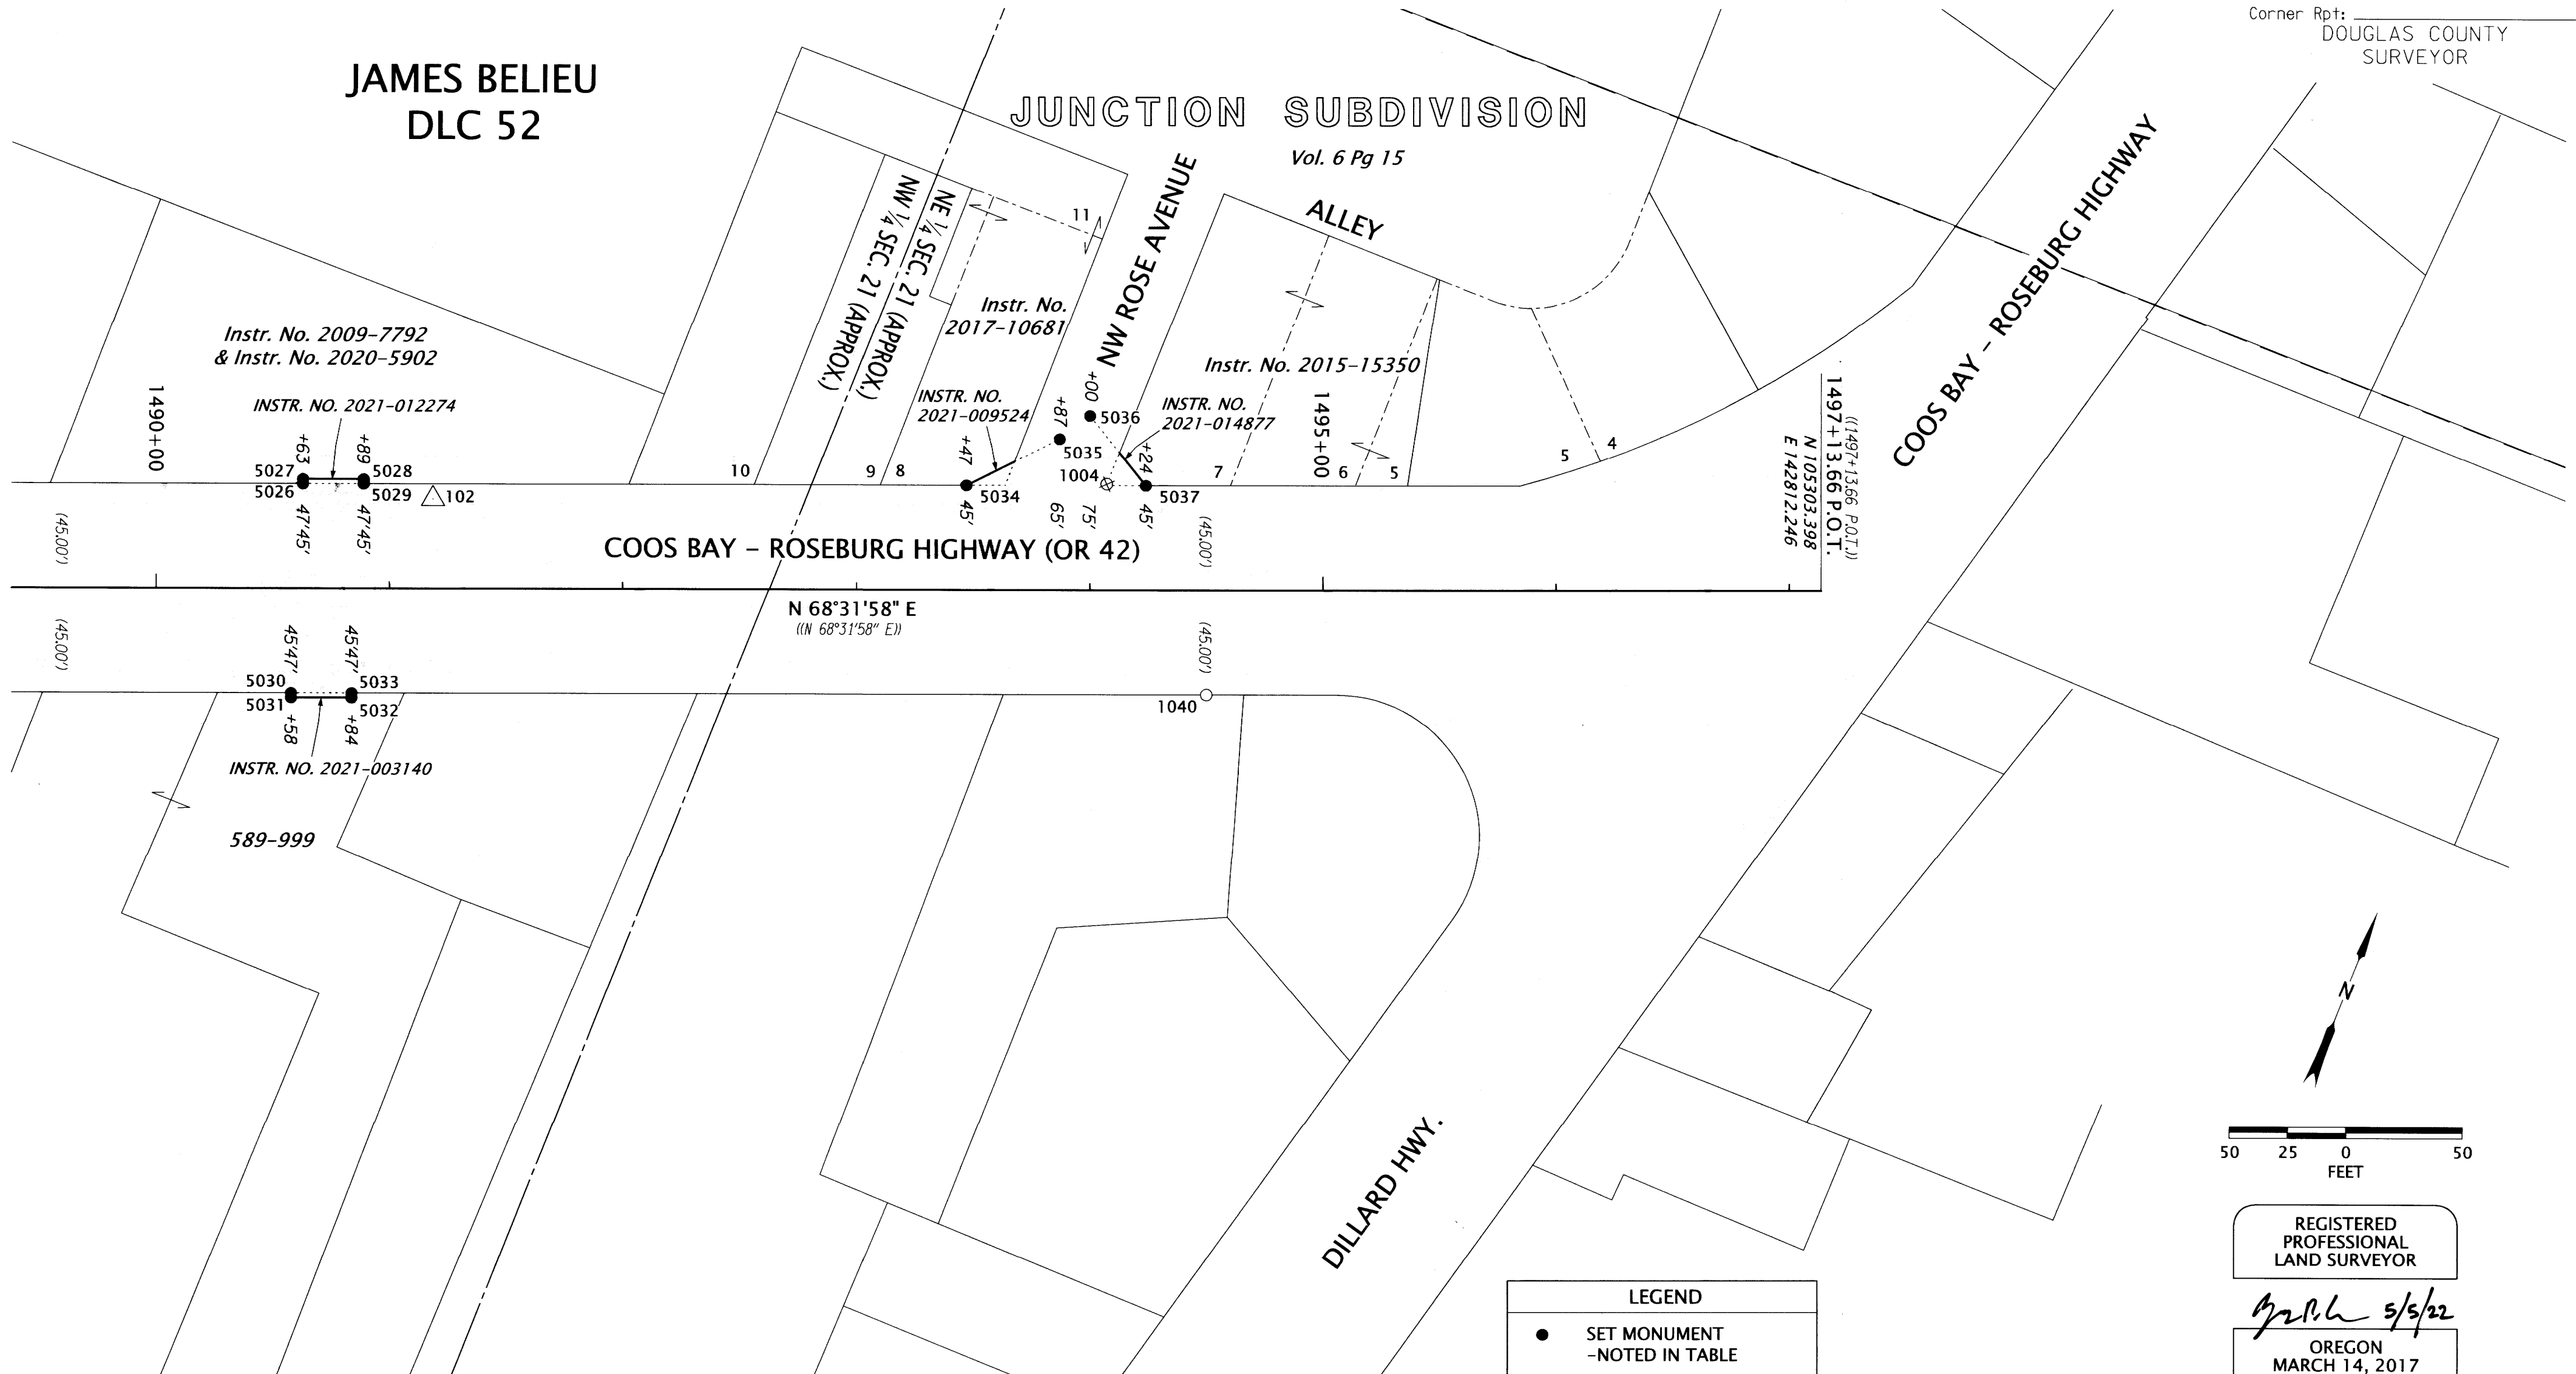 Corner Rpt:
DOUGLAS COUNTY
SURVEYOR
JAMES BELIEU
DLC 52
JUNCTION SUBDIVISION
Vol. 6 Pg 15
ALLEY
NW ROSE AVENUE
COOS BAY – ROSEBURG HIGHWAY
NE ¼ SEC. 21 (APPROX.)
NW ¼ SEC. 21 (APPROX.)
11
Instr. No.
2017-10681
Instr. No. 2009-7792
& Instr. No. 2020-5902
INSTR. NO. 2021-012274
1490+00
+63
+89
5027
5028
5026
5029
102
47'45'
47'45'
(45.00')
10
9
8
INSTR. NO.
2021-009524
+47
5034
45'
+87
5035
65'
+00
5036
75'
1004
INSTR. NO.
2021-014877
+24
5037
45'
Instr. No. 2015-15350
7
1495+00
6
5
5
4
(45.00')
((1497+13.66 P.O.T.))
1497+13.66 P.O.T.
N 105303.398
E 142812.246
COOS BAY – ROSEBURG HIGHWAY (OR 42)
N 68°31'58" E
((N 68°31'58" E))
(45.00')
45'47'
45'47'
5030
5033
5031
5032
+58
+84
INSTR. NO. 2021-003140
589-999
(45.00')
1040
DILLARD HWY.
N
50 25 0 50
FEET
REGISTERED
PROFESSIONAL
LAND SURVEYOR
5/5/22
OREGON
MARCH 14, 2017
LEGEND
SET MONUMENT
-NOTED IN TABLE